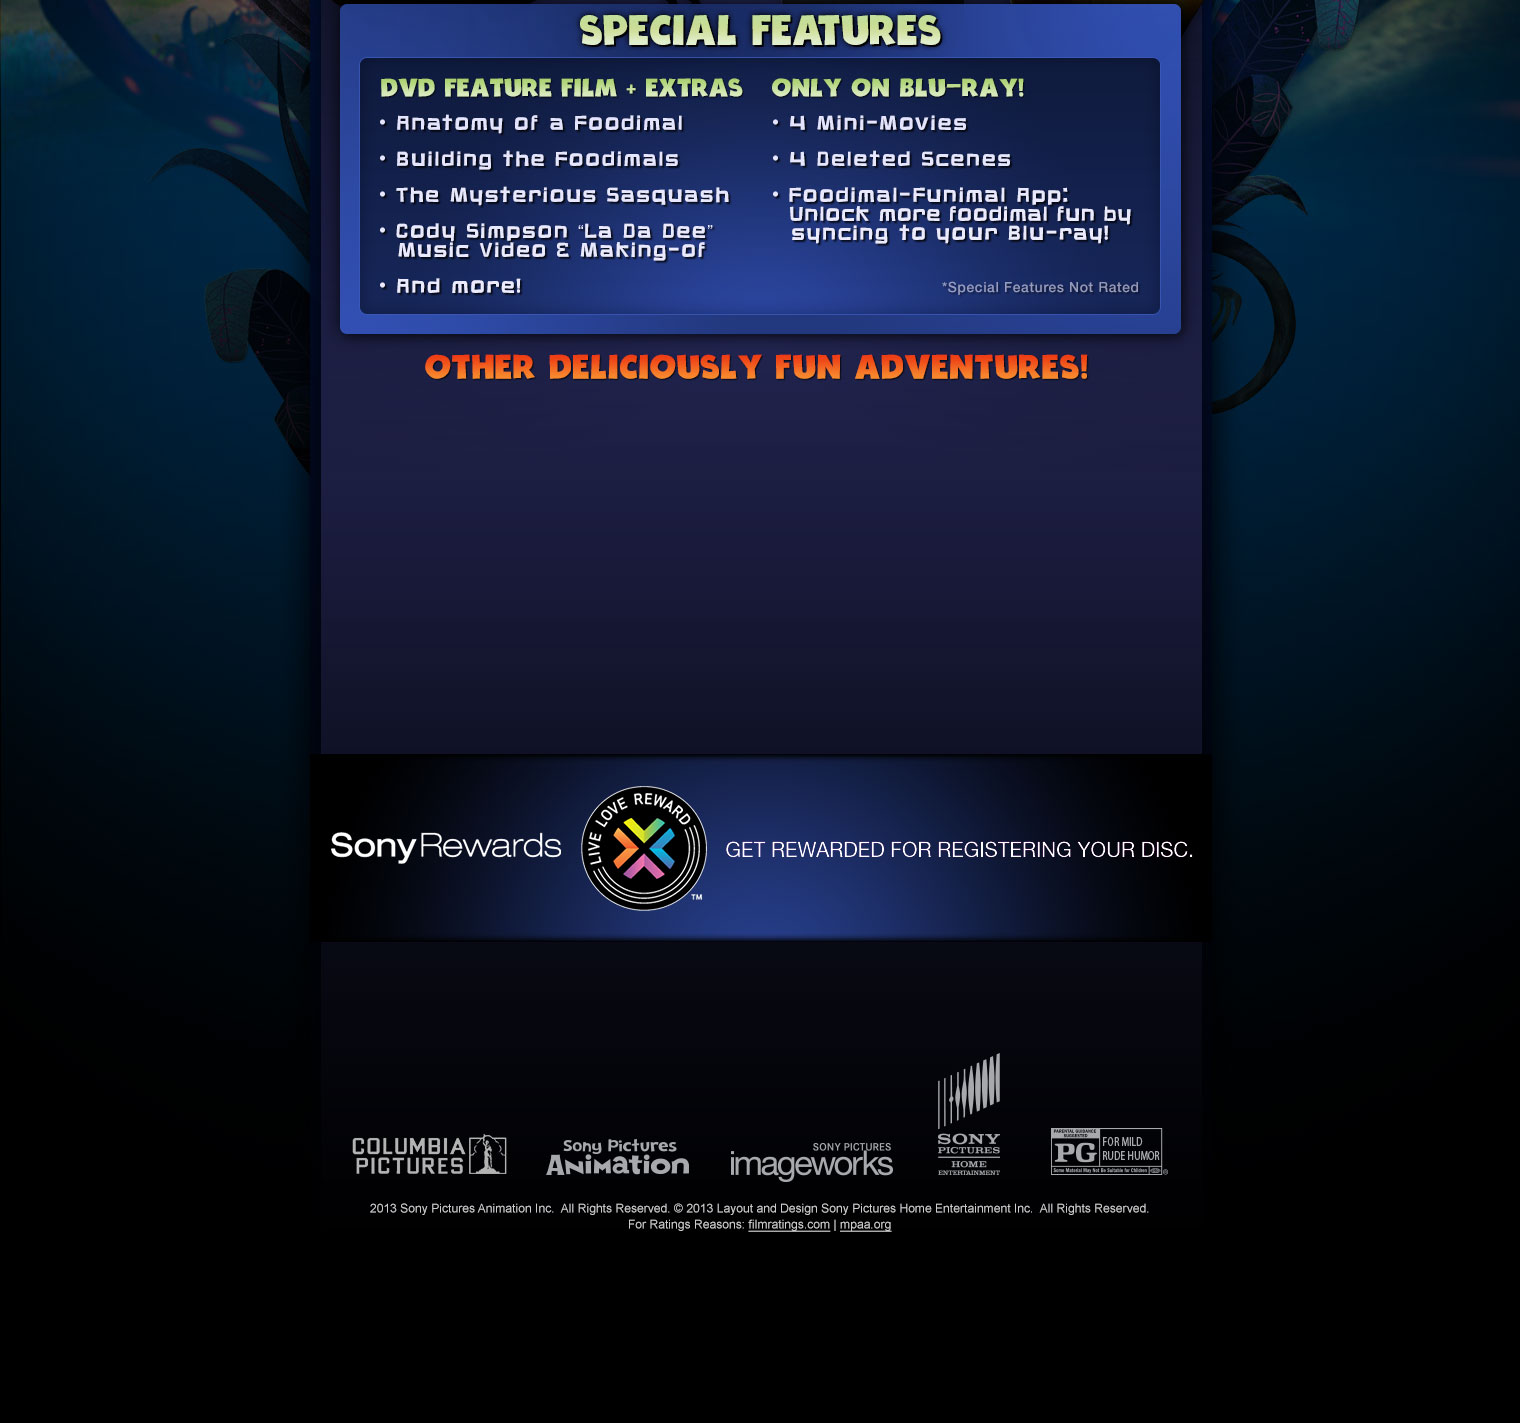 SPECIAL FEATURES
DVD FEATURE FILM + EXTRAS
• Anatomy of a Foodimal
• Building the Foodimals
• The Mysterious Sasquash
• Cody Simpson “La Da Dee”
Music Video & Making-of
• And more!
ONLY ON BLU-RAY!
• 4 Mini-Movies
• 4 Deleted Scenes
• Foodimal-Funimal App:
Unlock more foodimal fun by
syncing to your Blu-ray!
*Special Features Not Rated
OTHER DELICIOUSLY FUN ADVENTURES!
Sony Rewards
LIVE LOVE REWARD
TM
GET REWARDED FOR REGISTERING YOUR DISC.
COLUMBIA
PICTURES
Sony Pictures
ANIMATION
SONY PICTURES
imageworks
SONY
PICTURES
HOME
ENTERTAINMENT
PARENTAL GUIDANCE
SUGGESTED
PG
FOR MILD
RUDE HUMOR
Some Material May Not Be Suitable for Children
®
2013 Sony Pictures Animation Inc. All Rights Reserved. © 2013 Layout and Design Sony Pictures Home Entertainment Inc. All Rights Reserved.
For Ratings Reasons: filmratings.com | mpaa.org